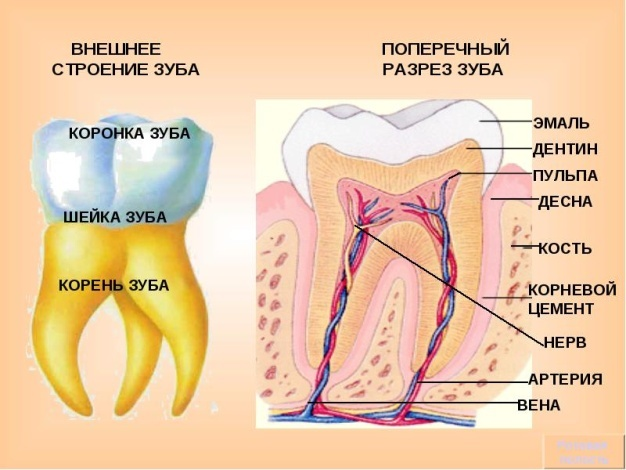 ВНЕШНЕЕ
СТРОЕНИЕ ЗУБА
ПОПЕРЕЧНЫЙ
РАЗРЕЗ ЗУБА
КОРОНКА ЗУБА
ШЕЙКА ЗУБА
КОРЕНЬ ЗУБА
ЭМАЛЬ
ДЕНТИН
ПУЛЬПА
ДЕСНА
КОСТЬ
КОРНЕВОЙ
ЦЕМЕНТ
НЕРВ
АРТЕРИЯ
ВЕНА